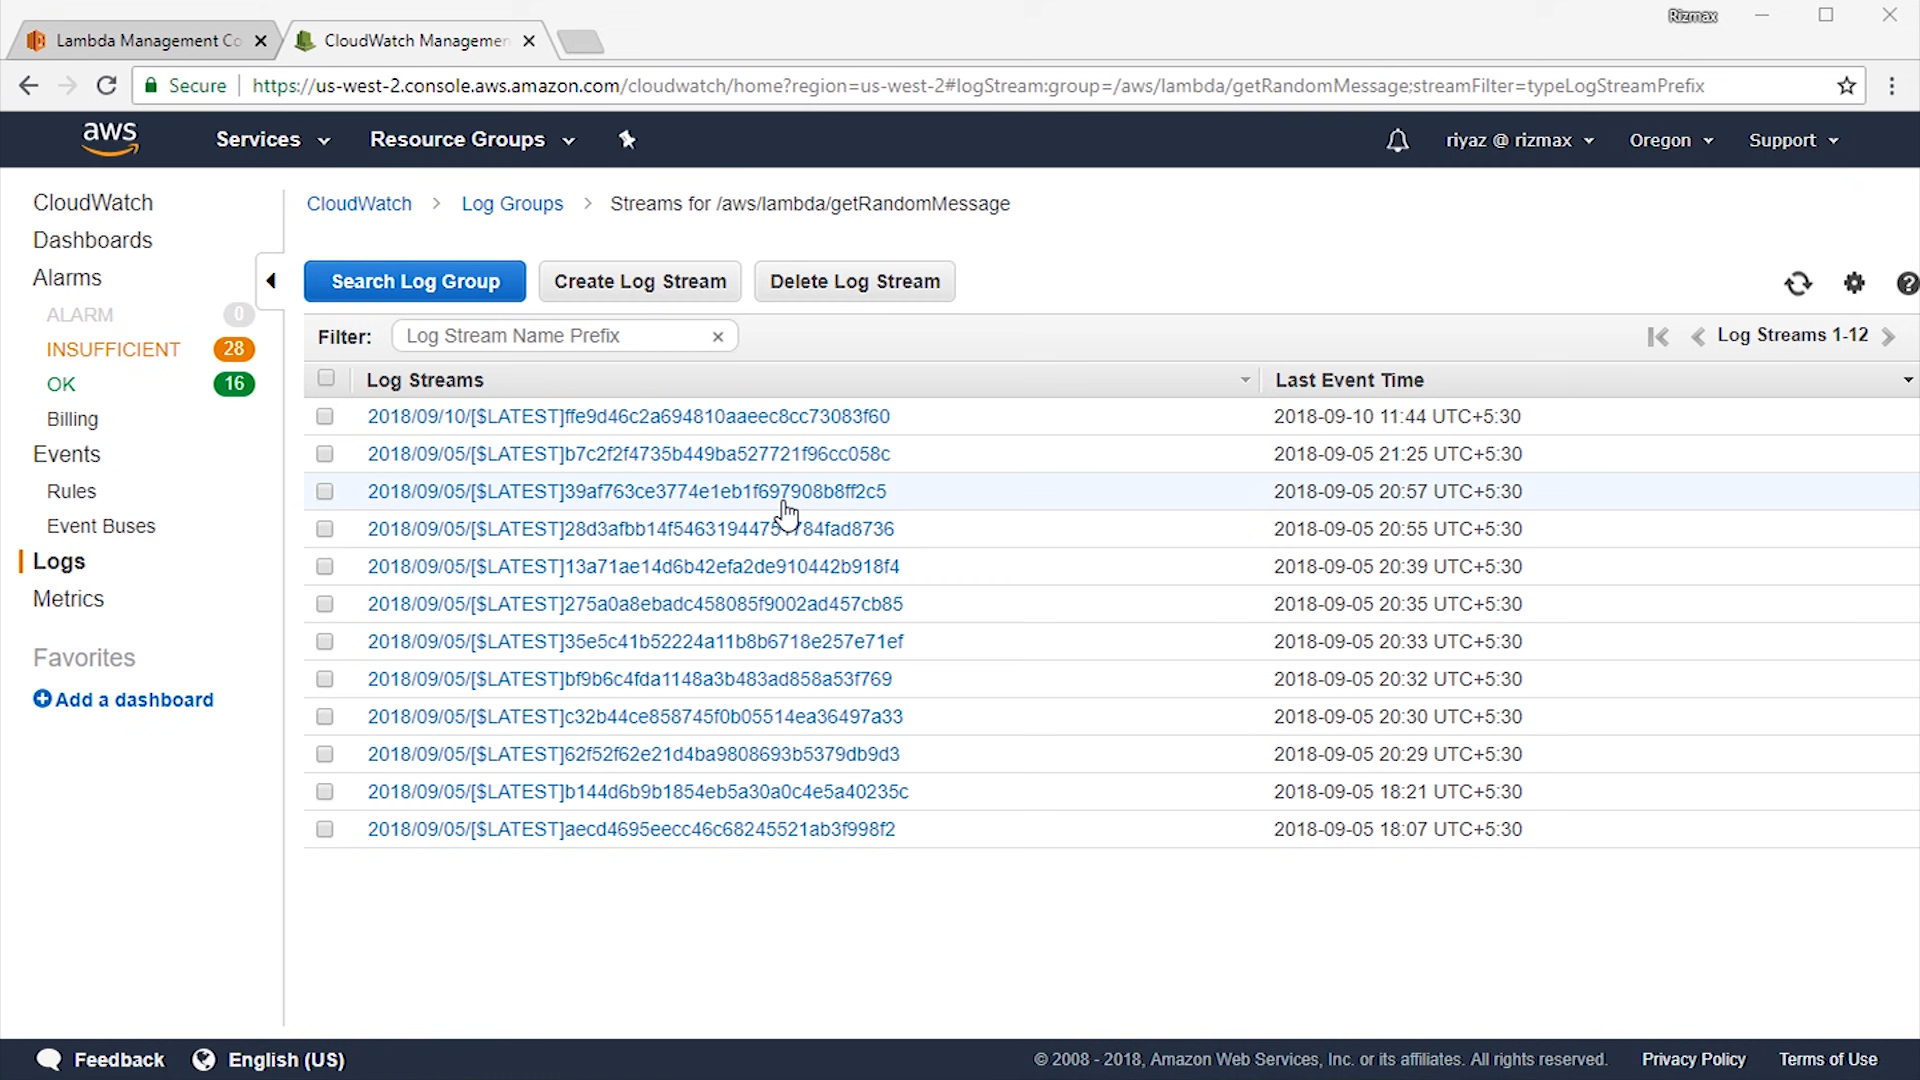 Rizmax
Lambda Management Co
CloudWatch Managemen
Secure https://us-west-2.console.aws.amazon.com/cloudwatch/home?region=us-west-2#logStream:group=/aws/lambda/getRandomMessage;streamFilter=typeLogStreamPrefix
aws Services Resource Groups riyaz @ rizmax Oregon Support
CloudWatch
Dashboards
Alarms
ALARM 0
INSUFFICIENT 28
OK 16
Billing
Events
Rules
Event Buses
Logs
Metrics
Favorites
Add a dashboard
CloudWatch > Log Groups > Streams for /aws/lambda/getRandomMessage
Search Log Group Create Log Stream Delete Log Stream
Filter: Log Stream Name Prefix × Log Streams 1-12
Log Streams Last Event Time
2018/09/10/[$LATEST]ffe9d46c2a694810aaeec8cc73083f60 2018-09-10 11:44 UTC+5:30
2018/09/05/[$LATEST]b7c2f2f4735b449ba527721f96cc058c 2018-09-05 21:25 UTC+5:30
2018/09/05/[$LATEST]39af763ce3774e1eb1f697908b8ff2c5 2018-09-05 20:57 UTC+5:30
2018-09-05 20:55 UTC+5:30
2018/09/05/[$LATEST]13a71ae14d6b42efa2de910442b918f4 2018-09-05 20:39 UTC+5:30
2018/09/05/[$LATEST]275a0a8ebadc458085f9002ad457cb85 2018-09-05 20:35 UTC+5:30
2018/09/05/[$LATEST]35e5c41b52224a11b8b6718e257e71ef 2018-09-05 20:33 UTC+5:30
2018/09/05/[$LATEST]bf9b6c4fda1148a3b483ad858a53f769 2018-09-05 20:32 UTC+5:30
2018/09/05/[$LATEST]c32b44ce858745f0b05514ea36497a33 2018-09-05 20:30 UTC+5:30
2018/09/05/[$LATEST]62f52f62e21d4ba9808693b5379db9d3 2018-09-05 20:29 UTC+5:30
2018/09/05/[$LATEST]b144d6b9b1854eb5a30a0c4e5a40235c 2018-09-05 18:21 UTC+5:30
2018/09/05/[$LATEST]aecd4695eecc46c68245521ab3f998f2 2018-09-05 18:07 UTC+5:30
Feedback English (US) © 2008 - 2018, Amazon Web Services, Inc. or its affiliates. All rights reserved. Privacy Policy Terms of Use